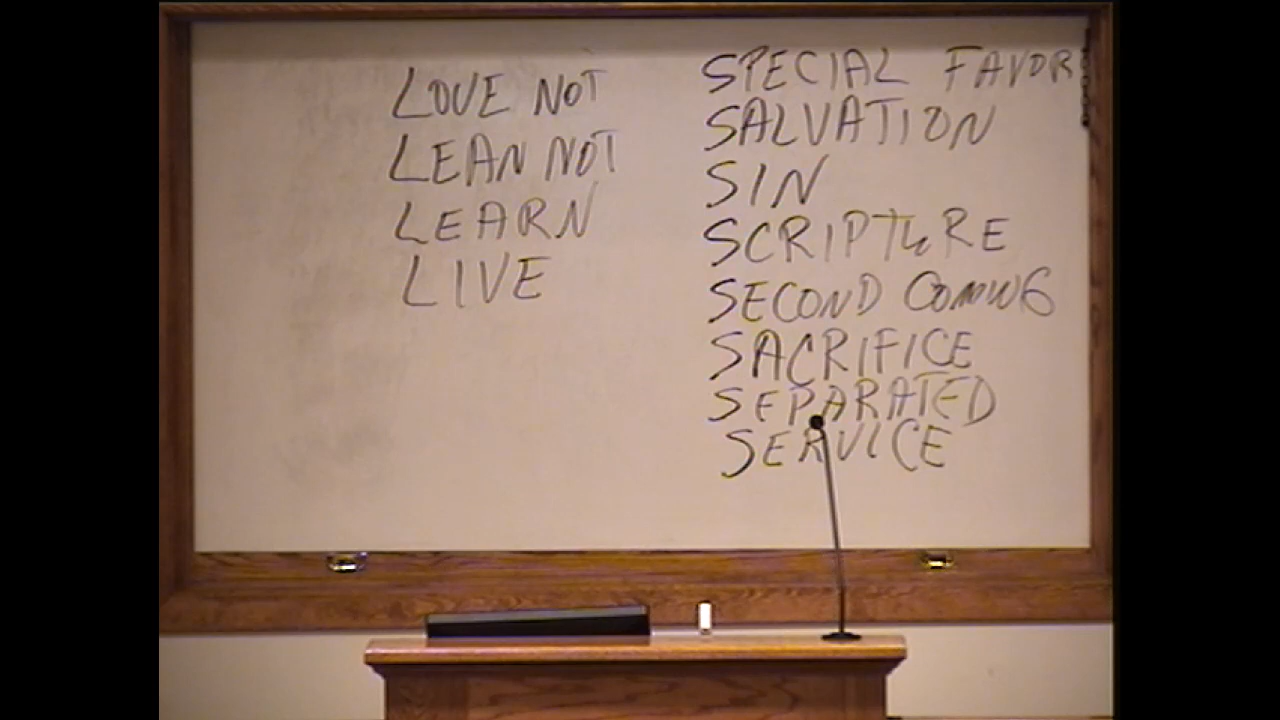 LOVE NOT
LEAN NOT
LEARN
LIVE
SPECIAL FAVOR
SALVATION
SIN
SCRIPTURE
SECOND COMING
SACRIFICE
SEPARATED
SERVICE